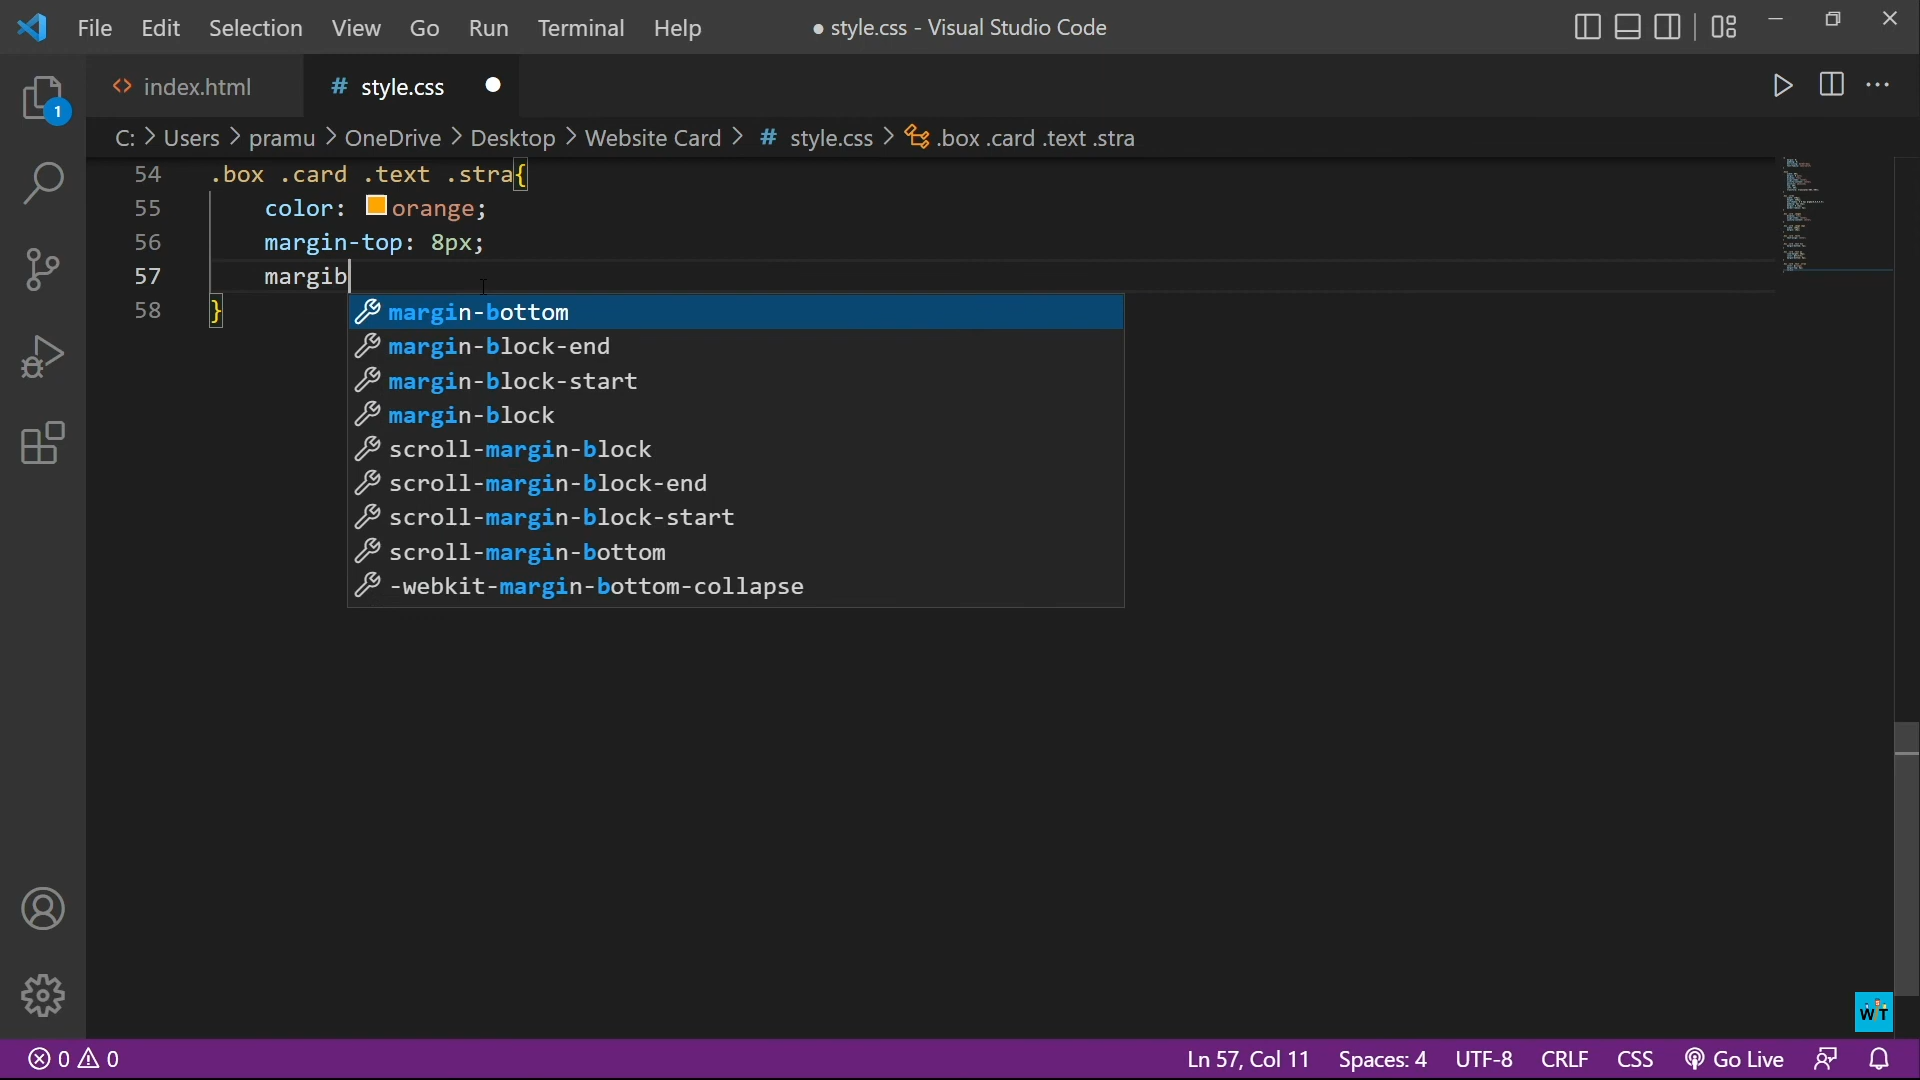 File Edit Selection View Go Run Terminal Help ● style.css - Visual Studio Code
<> index.html # style.css ●
1
C: > Users > pramu > OneDrive > Desktop > Website Card > # style.css > .box .card .text .stra
54 .box .card .text .stra{
55 color: orange;
56 margin-top: 8px;
57 margib
58 }
margin-bottom
margin-block-end
margin-block-start
margin-block
scroll-margin-block
scroll-margin-block-end
scroll-margin-block-start
scroll-margin-bottom
-webkit-margin-bottom-collapse
WT
0 0 Ln 57, Col 11 Spaces: 4 UTF-8 CRLF CSS Go Live